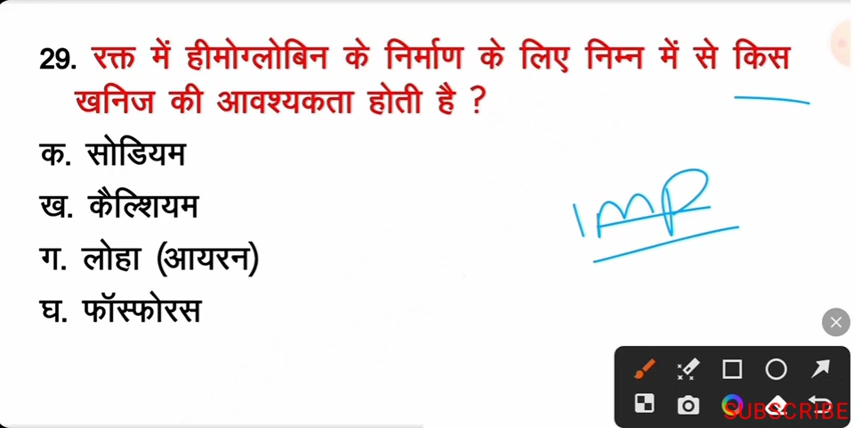 29. रक्त में हीमोग्लोबिन के निर्माण के लिए निम्न में से किस
खनिज की आवश्यकता होती है ?
क. सोडियम
ख. कैल्शियम
ग. लोहा (आयरन)
घ. फॉस्फोरस
IMP
SUBSCRIBE